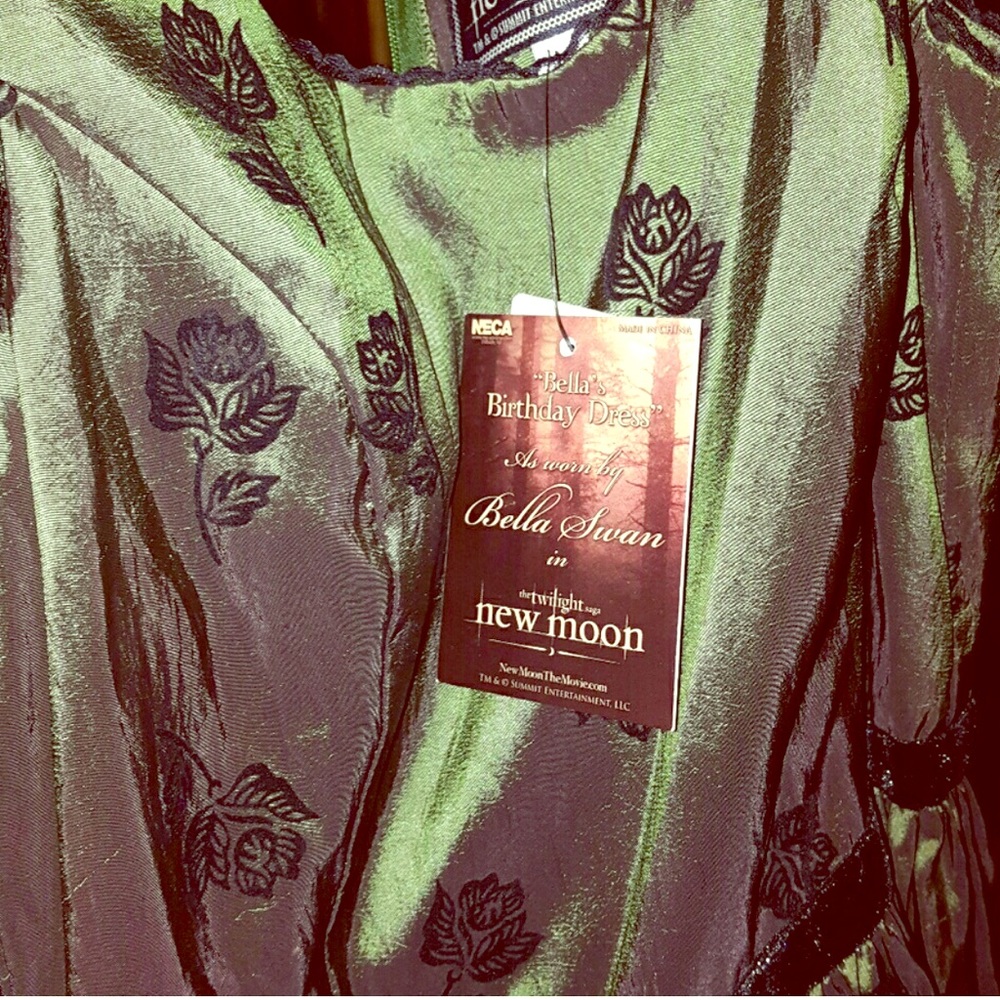 TM & © SUMMIT ENTER
NECA
MADE IN CHINA
"Bella"s
Birthday Dress"
As worn by
Bella Swan
in
the twilight saga
new moon
NewMoonTheMovie.com
TM & © SUMMIT ENTERTAINMENT, LLC